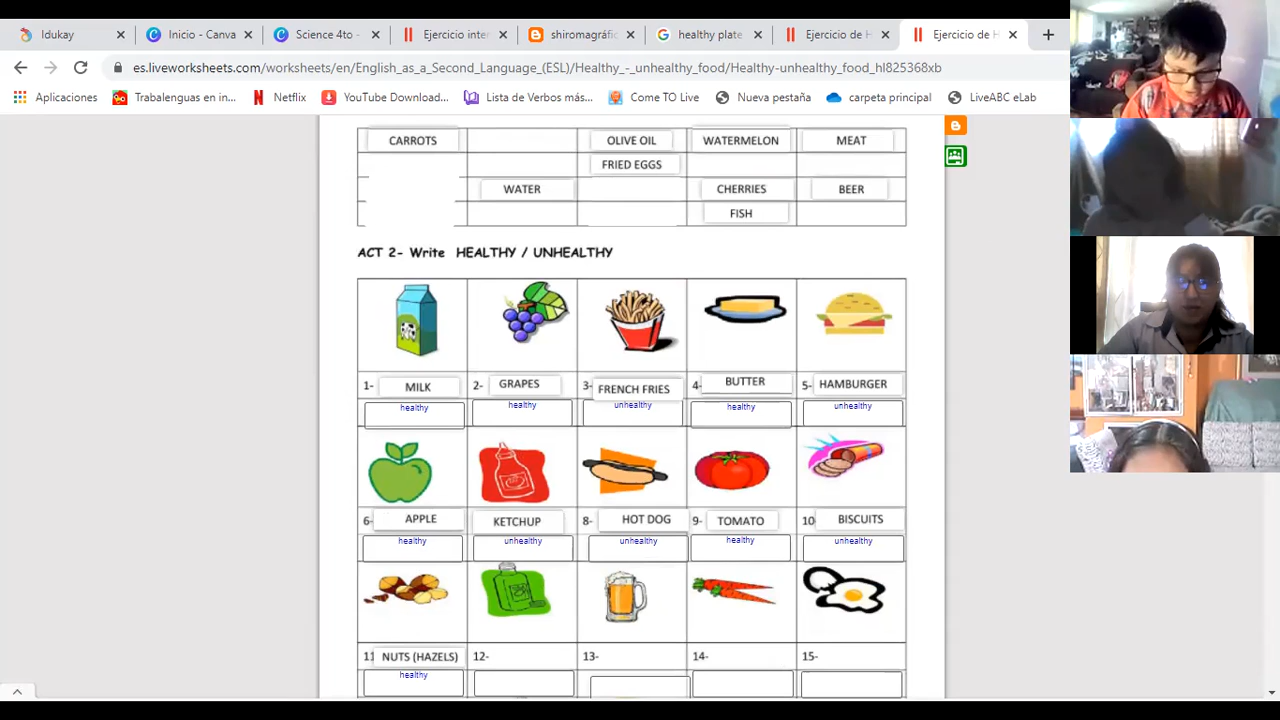 Idukay
Inicio - Canva
Science 4to -
Ejercicio inter
shiromagráfic
healthy plate
Ejercicio de H
Ejercicio de H
es.liveworksheets.com/worksheets/en/English_as_a_Second_Language_(ESL)/Healthy_-_unhealthy_food/Healthy-unhealthy_food_hl825368xb
Aplicaciones
Trabalenguas en in...
Netflix
YouTube Download...
Lista de Verbos más...
Come TO Live
Nueva pestaña
carpeta principal
LiveABC eLab
CARROTS OLIVE OIL WATERMELON MEAT
FRIED EGGS
WATER CHERRIES BEER
FISH
ACT 2- Write HEALTHY / UNHEALTHY
1- MILK 2- GRAPES 3- FRENCH FRIES 4- BUTTER 5- HAMBURGER
healthy healthy unhealthy healthy unhealthy
6- APPLE KETCHUP 8- HOT DOG 9- TOMATO 10 BISCUITS
healthy unhealthy unhealthy healthy unhealthy
11 NUTS (HAZELS) 12- 13- 14- 15-
healthy